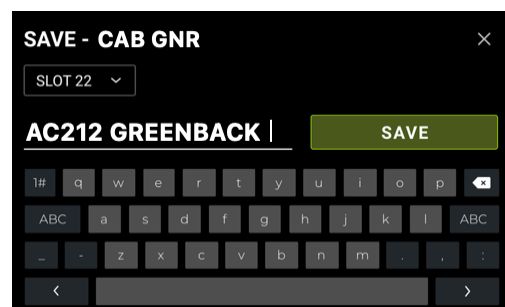 SAVE - CAB GNR
SLOT 22
AC212 GREENBACK
SAVE
1# q w e r t y u i o p
ABC a s d f g h j k l ABC
_ - z x c v b n m . , :